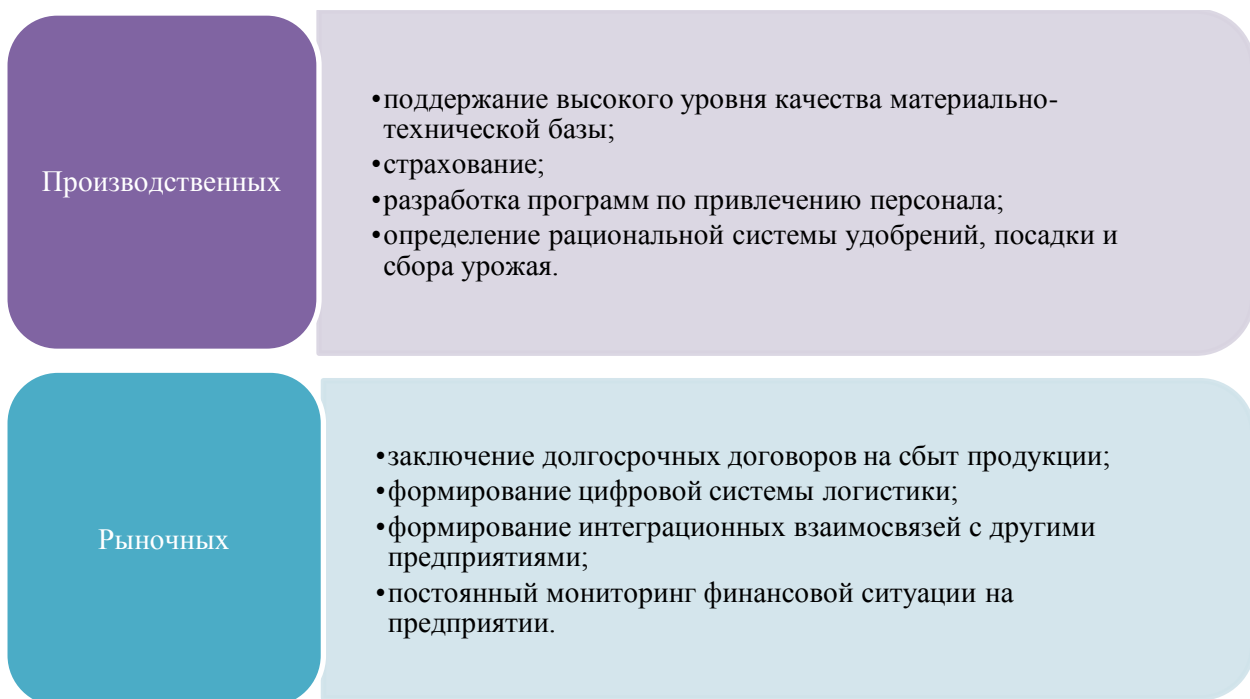 Производственных
•поддержание высокого уровня качества материально-
технической базы;
•страхование;
•разработка программ по привлечению персонала;
•определение рациональной системы удобрений, посадки и
сбора урожая.
Рыночных
•заключение долгосрочных договоров на сбыт продукции;
•формирование цифровой системы логистики;
•формирование интеграционных взаимосвязей с другими
предприятиями;
•постоянный мониторинг финансовой ситуации на
предприятии.